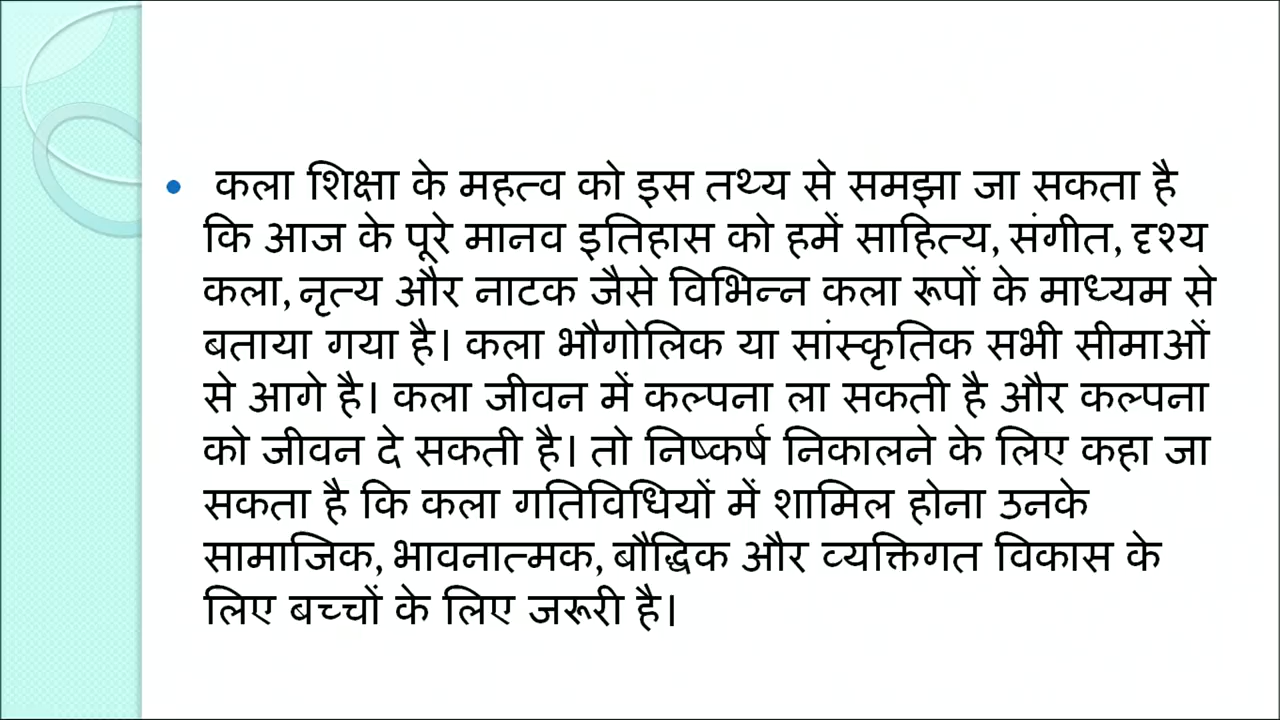 कला शिक्षा के महत्व को इस तथ्य से समझा जा सकता है
कि आज के पूरे मानव इतिहास को हमें साहित्य, संगीत, दृश्य
कला, नृत्य और नाटक जैसे विभिन्न कला रूपों के माध्यम से
बताया गया है। कला भौगोलिक या सांस्कृतिक सभी सीमाओं
से आगे है। कला जीवन में कल्पना ला सकती है और कल्पना
को जीवन दे सकती है। तो निष्कर्ष निकालने के लिए कहा जा
सकता है कि कला गतिविधियों में शामिल होना उनके
सामाजिक, भावनात्मक, बौद्धिक और व्यक्तिगत विकास के
लिए बच्चों के लिए जरूरी है।